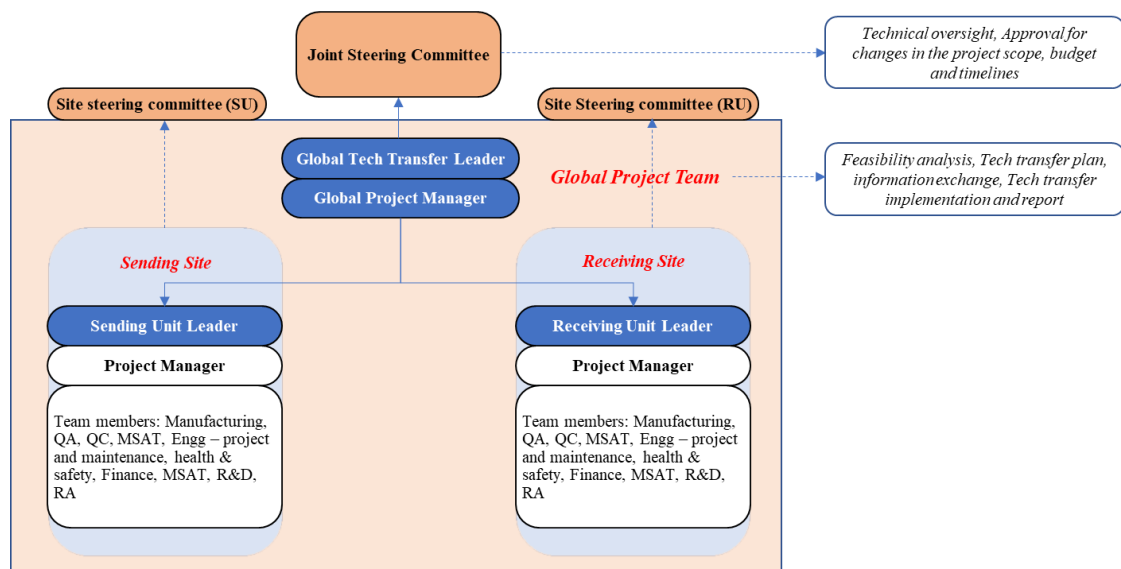 Joint Steering Committee
Technical oversight, Approval for
changes in the project scope, budget
and timelines
Site steering committee (SU)
Site Steering committee (RU)
Global Tech Transfer Leader
Global Project Manager
Global Project Team
Feasibility analysis, Tech transfer plan,
information exchange, Tech transfer
implementation and report
Sending Site
Receiving Site
Sending Unit Leader
Project Manager
Team members: Manufacturing,
QA, QC, MSAT, Engg – project
and maintenance, health &
safety, Finance, MSAT, R&D,
RA
Receiving Unit Leader
Project Manager
Team members: Manufacturing,
QA, QC, MSAT, Engg – project
and maintenance, health &
safety, Finance, MSAT, R&D,
RA